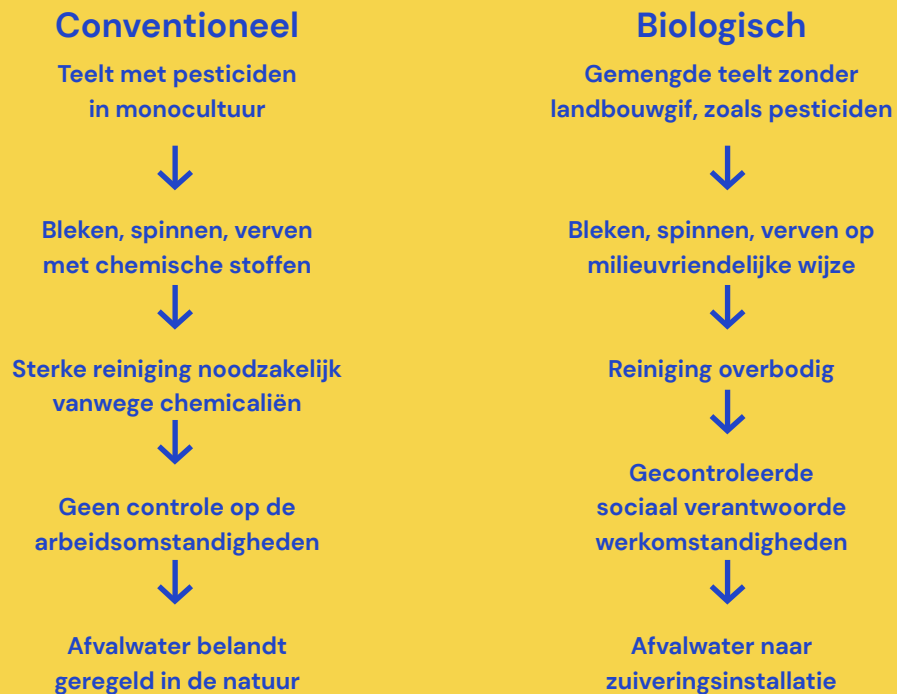 Conventioneel
Teelt met pesticiden
in monocultuur
Bleken, spinnen, verven
met chemische stoffen
Sterke reiniging noodzakelijk
vanwege chemicaliën
Geen controle op de
arbeidsomstandigheden
Afvalwater belandt
geregeld in de natuur
Biologisch
Gemengde teelt zonder
landbouwgif, zoals pesticiden
Bleken, spinnen, verven op
milieuvriendelijke wijze
Reiniging overbodig
Gecontroleerde
sociaal verantwoorde
werkomstandigheden
Afvalwater naar
zuiveringsinstallatie